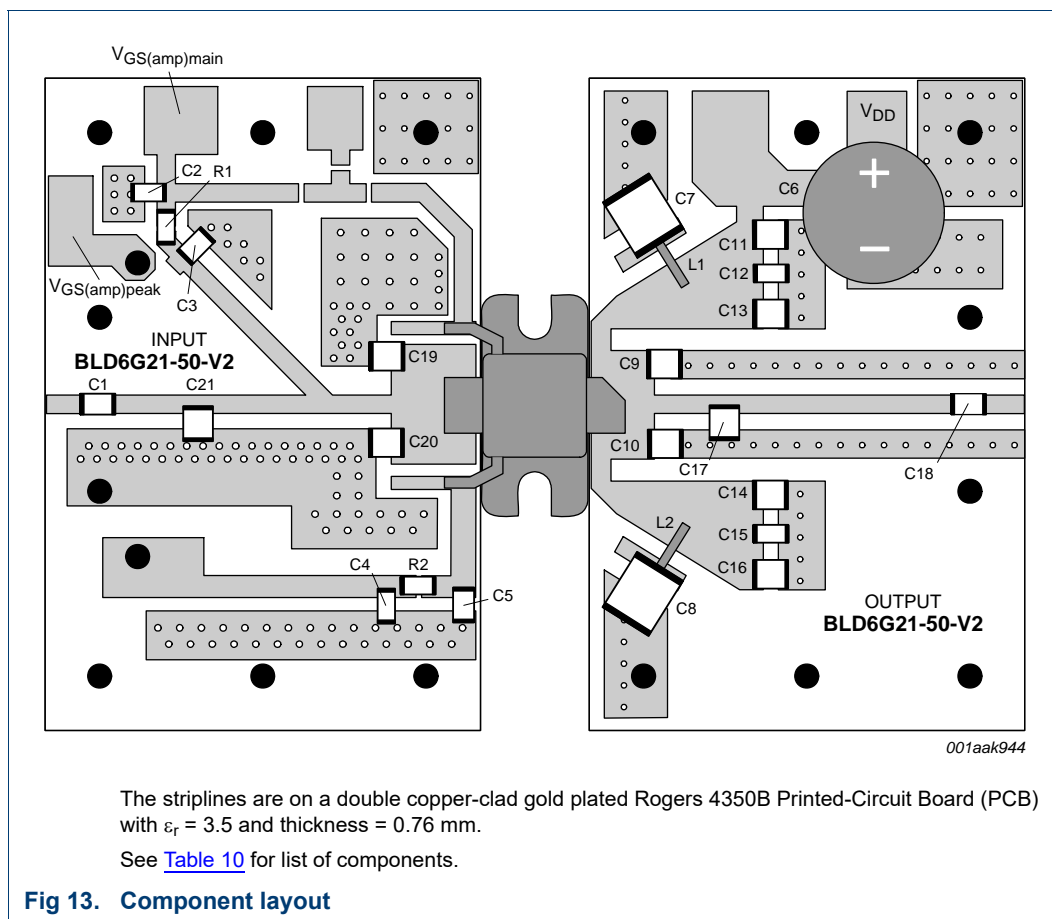 VGS(amp)main
C2
R1
C3
VGS(amp)peak
INPUT
BLD6G21-50-V2
C1
C21
C19
C20
C4
R2
C5
VDD
+
−
C6
C7
L1
C11
C12
C13
C9
C10
C17
C18
C14
L2
C15
C16
C8
OUTPUT
BLD6G21-50-V2
001aak944
The striplines are on a double copper-clad gold plated Rogers 4350B Printed-Circuit Board (PCB)
with εr = 3.5 and thickness = 0.76 mm.
See Table 10 for list of components.
Fig 13. Component layout